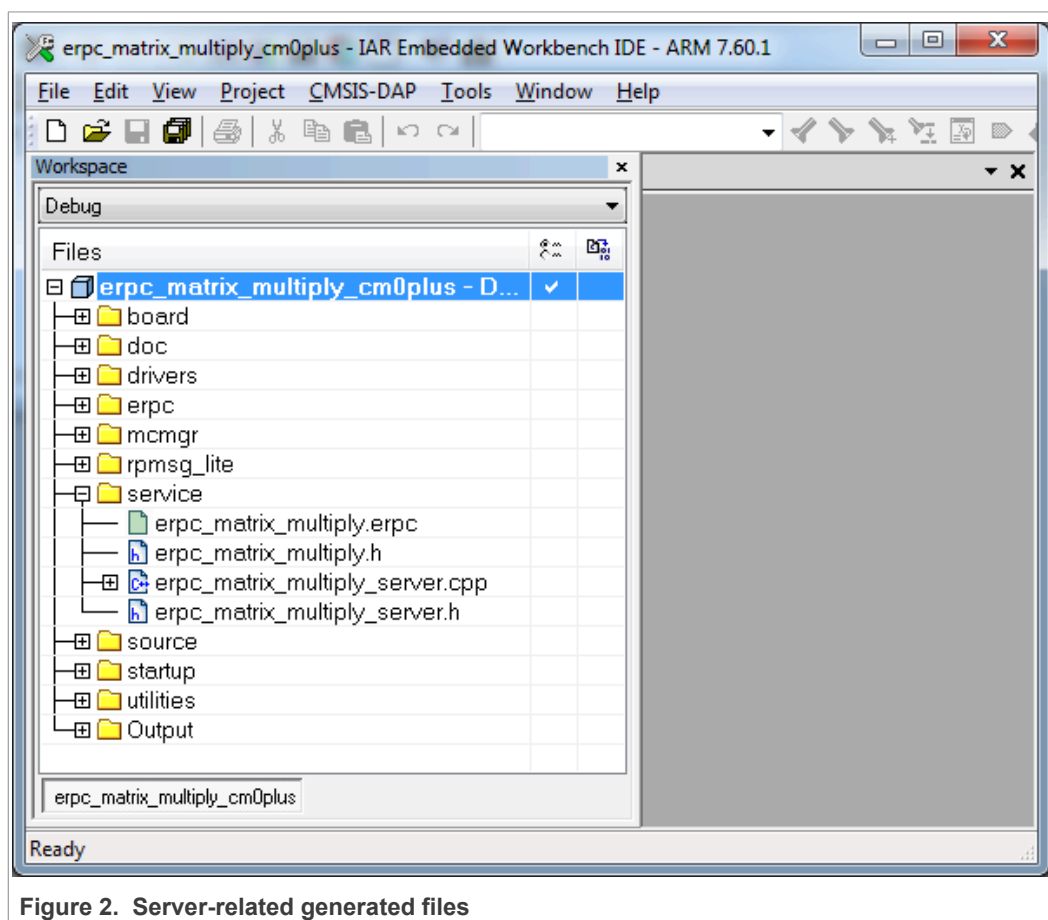 erpc_matrix_multiply_cm0plus - IAR Embedded Workbench IDE - ARM 7.60.1
File Edit View Project CMSIS-DAP Tools Window Help
Workspace
Debug
Files
erpc_matrix_multiply_cm0plus - D...
board
doc
drivers
erpc
mcmgr
rpmsg_lite
service
erpc_matrix_multiply.erpc
erpc_matrix_multiply.h
erpc_matrix_multiply_server.cpp
erpc_matrix_multiply_server.h
source
startup
utilities
Output
erpc_matrix_multiply_cm0plus
Ready
Figure 2. Server-related generated files